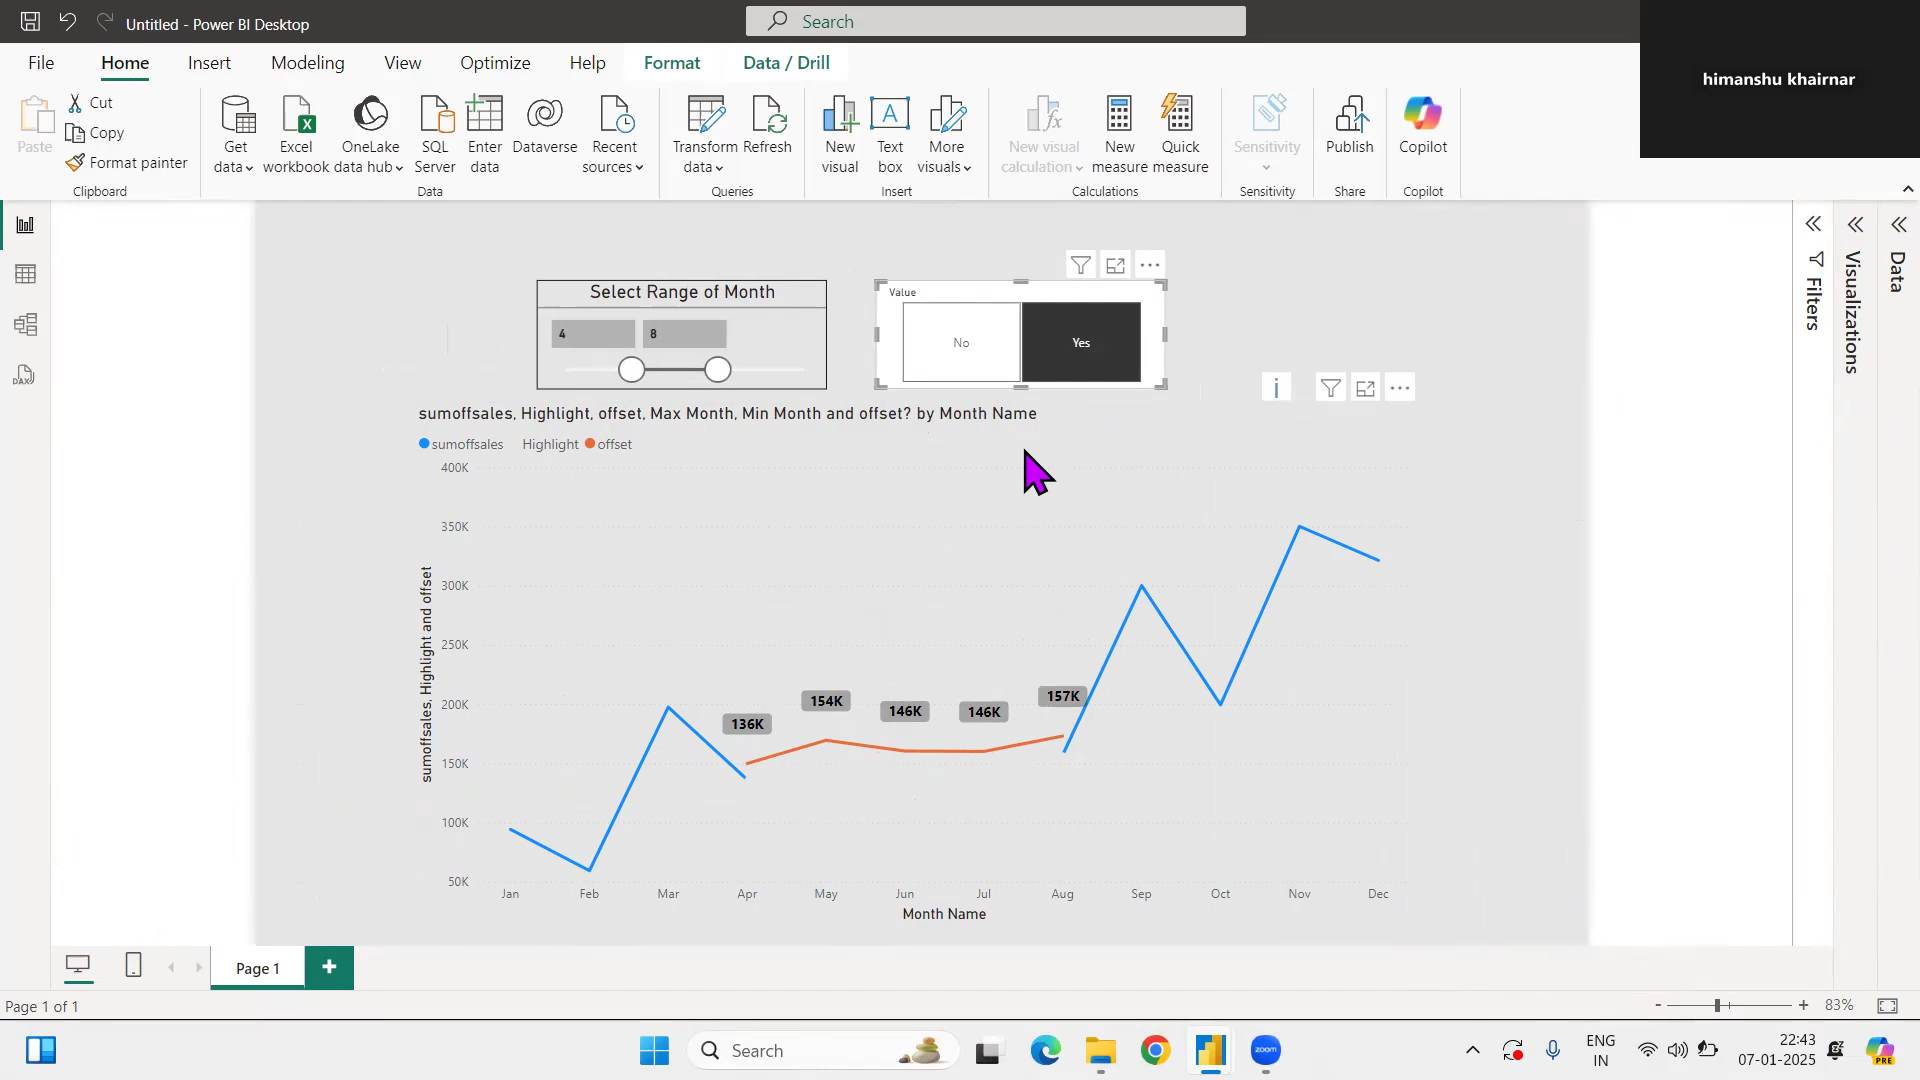 Untitled - Power BI Desktop
Search
himanshu khairnar
File
Home
Insert
Modeling
View
Optimize
Help
Format
Data / Drill
Paste
Cut
Copy
Format painter
Clipboard
Get data
Excel workbook
OneLake data hub
SQL Server
Enter data
Dataverse
Recent sources
Data
Transform data
Refresh
Queries
New visual
Text box
More visuals
Insert
New visual calculation
New measure
Quick measure
Calculations
Sensitivity
Sensitivity
Publish
Share
Copilot
Copilot
Select Range of Month
4
8
Value
No
Yes
Filters
Visualizations
Data
sumoffsales, Highlight, offset, Max Month, Min Month and offset? by Month Name
sumoffsales
Highlight
offset
400K
350K
300K
250K
200K
150K
100K
50K
sumoffsales, Highlight and offset
136K
154K
146K
146K
157K
Jan
Feb
Mar
Apr
May
Jun
Jul
Aug
Sep
Oct
Nov
Dec
Month Name
DAX
Page 1
+
Page 1 of 1
- + 83%
Search
zoom
ENG
IN
22:43
07-01-2025
PRE